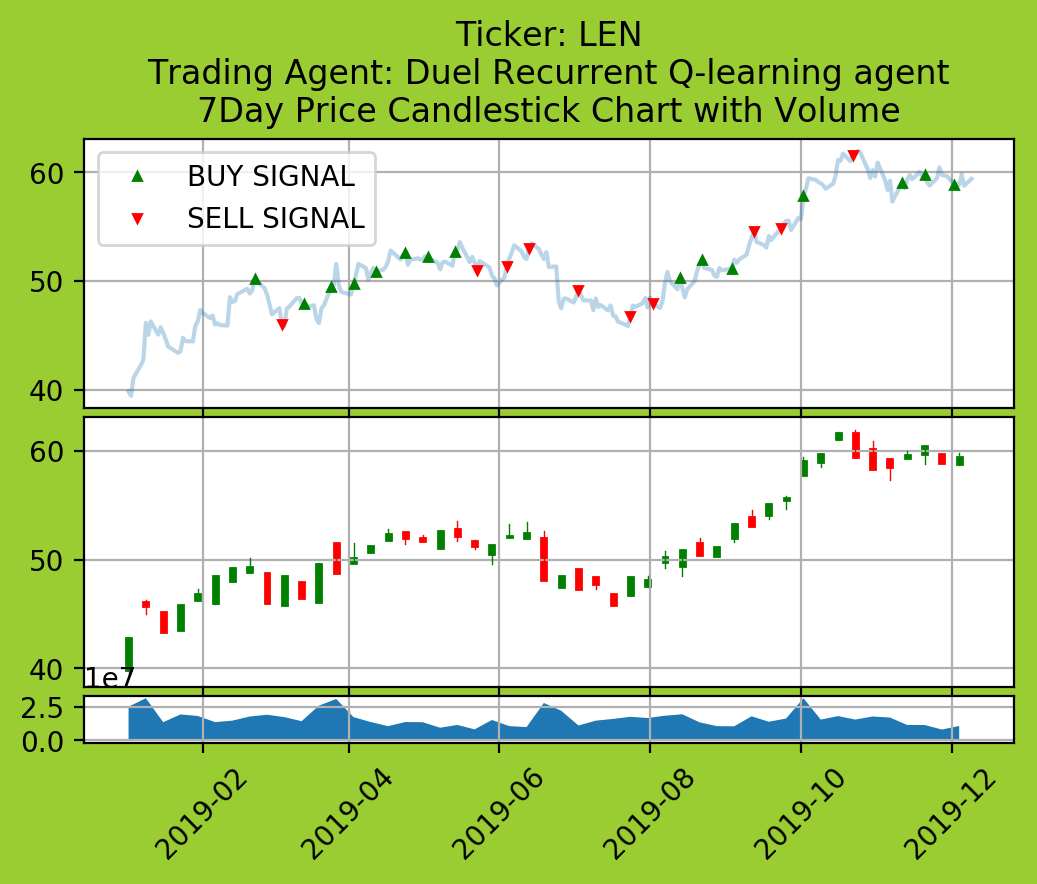 Ticker: LEN
Trading Agent: Duel Recurrent Q-learning agent
7Day Price Candlestick Chart with Volume
BUY SIGNAL
SELL SIGNAL
60
50
40
60
50
40
1e7
2.5
0.0
2019-02
2019-04
2019-06
2019-08
2019-10
2019-12